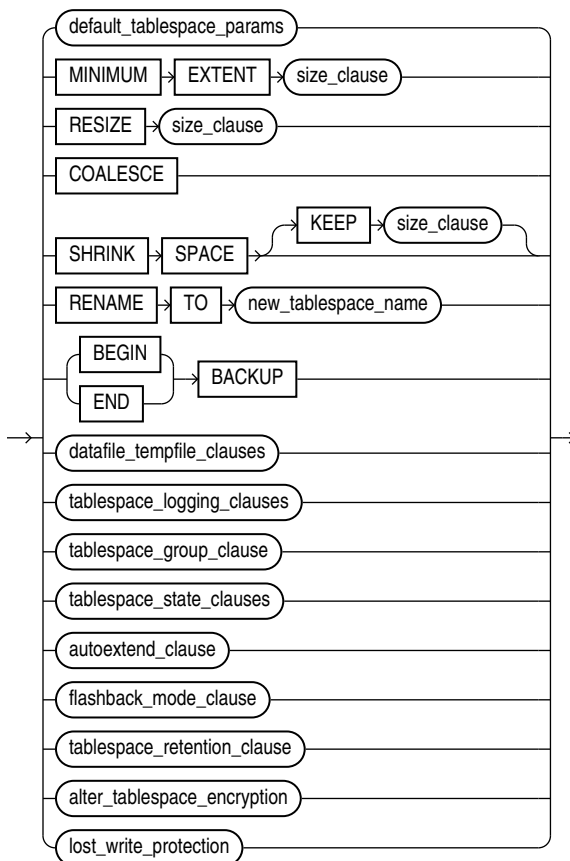 default_tablespace_params
MINIMUM EXTENT size_clause
RESIZE size_clause
COALESCE
KEEP size_clause
SHRINK SPACE
RENAME TO new_tablespace_name
BEGIN
BACKUP
END
datafile_tempfile_clauses
tablespace_logging_clauses
tablespace_group_clause
tablespace_state_clauses
autoextend_clause
flashback_mode_clause
tablespace_retention_clause
alter_tablespace_encryption
lost_write_protection